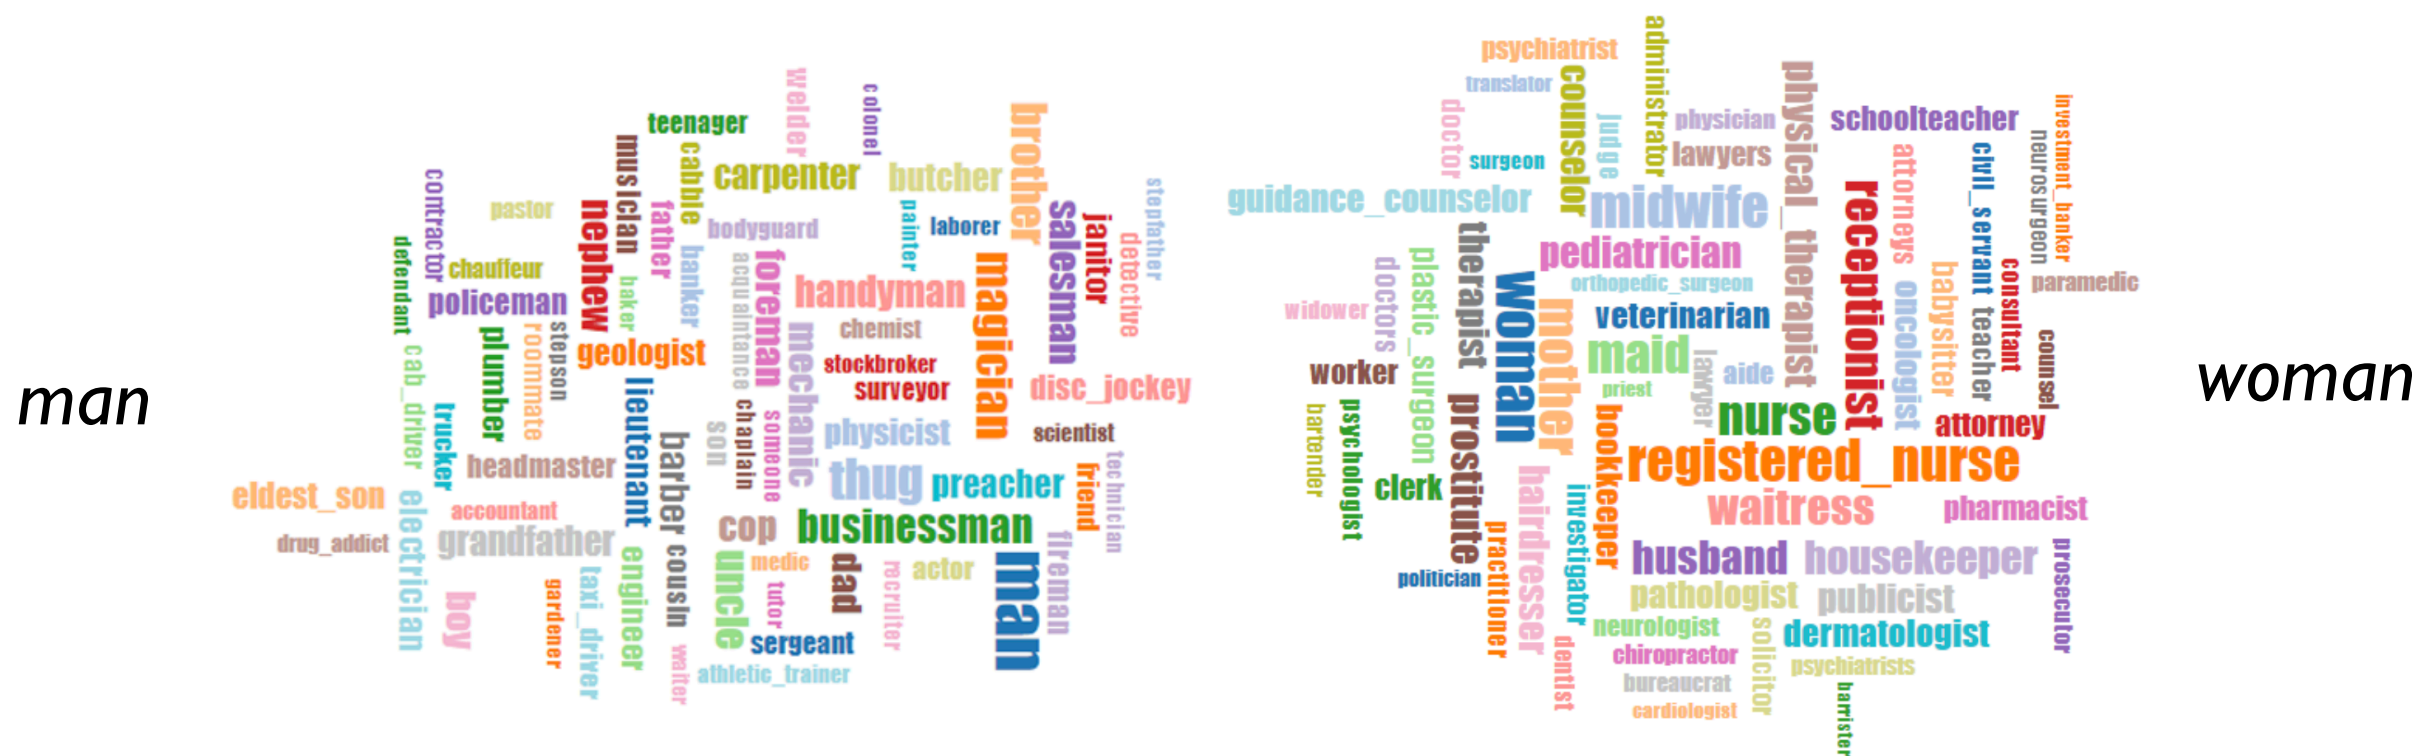 man
welder
colonel
teenager
musician
cabbie
carpenter
butcher
brother
contractor
pastor
nephew
father
bodyguard
painter
laborer
salesman
janitor
stepfather
detective
defendant
chauffeur
policeman
baker
banker
acquaintance
foreman
handyman
magician
chemist
mechanic
plumber
roommate
stepson
geologist
stockbroker
surveyor
disc_jockey
cab_driver
trucker
lieutenant
barber
son
chaplain
someone
physicist
scientist
headmaster
thug
preacher
friend
technician
eldest_son
accountant
electrician
drug_addict
grandfather
cop
businessman
cousin
engineer
uncle
medic
dad
recruiter
actor
man
fireman
boy
gardener
taxi_driver
tutor
sergeant
waiter
athletic_trainer
psychiatrist
administrator
translator
counselor
doctor
judge
physician
physical_therapist
schoolteacher
investment_banker
surgeon
lawyers
attorneys
civil_servant
neurosurgeon
guidance_counselor
midwife
receptionist
therapist
pediatrician
doctors
plastic_surgeon
orthopedic_surgeon
oncologist
babysitter
consultant
paramedic
widower
woman
mother
veterinarian
teacher
counsel
maid
lawyer
aide
worker
priest
bartender
psychologist
prostitute
bookkeeper
nurse
attorney
clerk
registered_nurse
hairdresser
investigator
waitress
pharmacist
practitioner
politician
husband
housekeeper
prosecutor
pathologist
publicist
neurologist
solicitor
dermatologist
dentist
chiropractor
psychiatrists
bureaucrat
cardiologist
barrister
woman